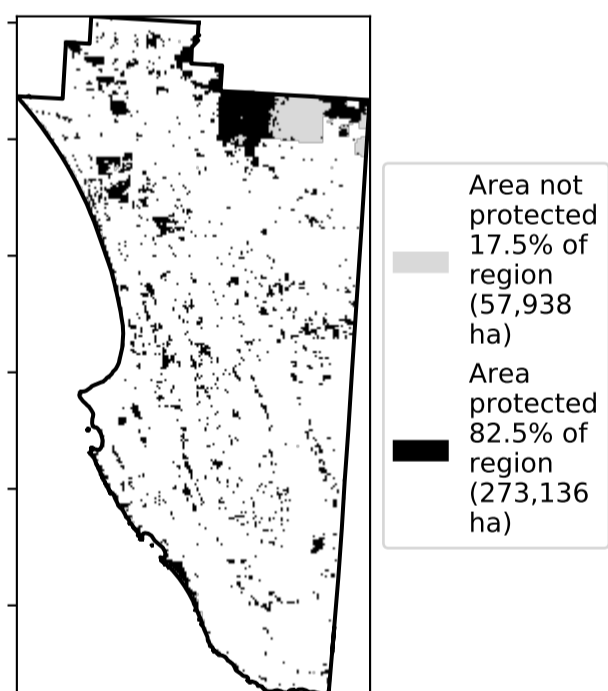 Area not
protected
17.5% of
region
(57,938
ha)
Area
protected
82.5% of
region
(273,136
ha)